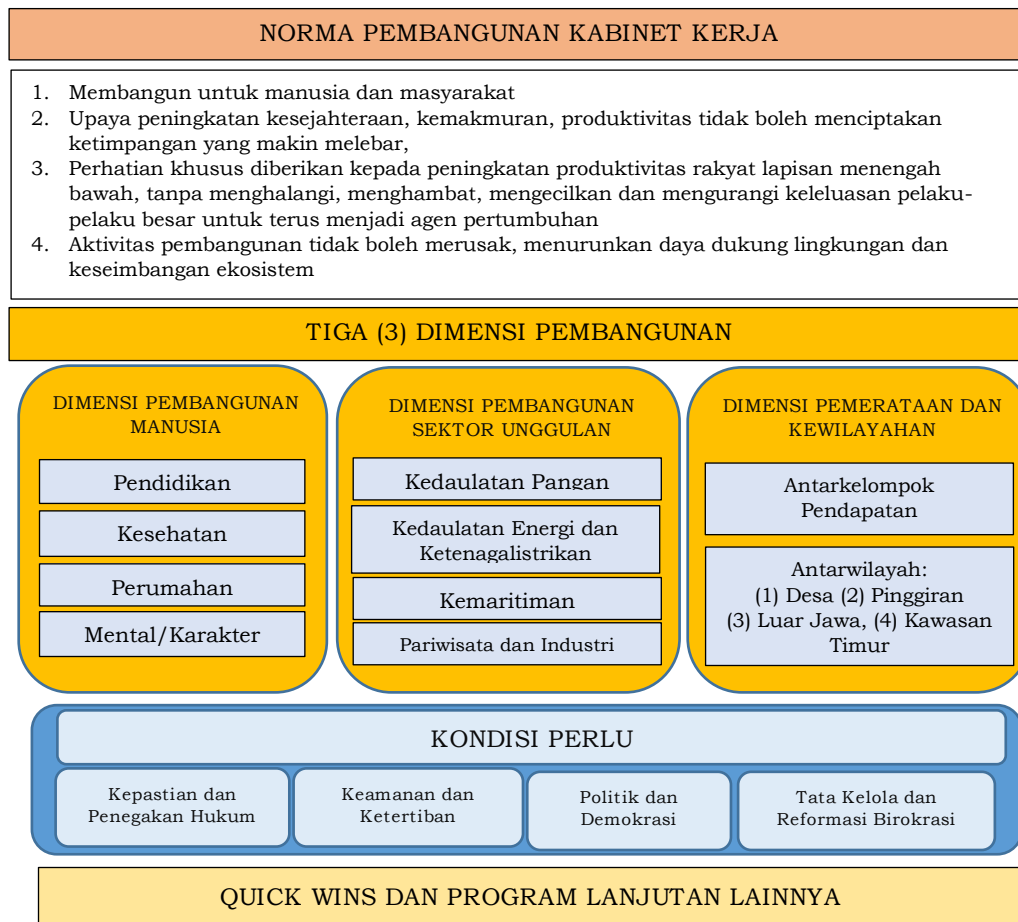 NORMA PEMBANGUNAN KABINET KERJA
1. Membangun untuk manusia dan masyarakat
2. Upaya peningkatan kesejahteraan, kemakmuran, produktivitas tidak boleh menciptakan
ketimpangan yang makin melebar,
3. Perhatian khusus diberikan kepada peningkatan produktivitas rakyat lapisan menengah
bawah, tanpa menghalangi, menghambat, mengecilkan dan mengurangi keleluasan pelaku-
pelaku besar untuk terus menjadi agen pertumbuhan
4. Aktivitas pembangunan tidak boleh merusak, menurunkan daya dukung lingkungan dan
keseimbangan ekosistem
TIGA (3) DIMENSI PEMBANGUNAN
DIMENSI PEMBANGUNAN
MANUSIA
Pendidikan
Kesehatan
Perumahan
Mental/Karakter
DIMENSI PEMBANGUNAN
SEKTOR UNGGULAN
Kedaulatan Pangan
Kedaulatan Energi dan
Ketenagalistrikan
Kemaritiman
Pariwisata dan Industri
DIMENSI PEMERATAAN DAN
KEWILAYAHAN
Antarkelompok
Pendapatan
Antarwilayah:
(1) Desa (2) Pinggiran
(3) Luar Jawa, (4) Kawasan
Timur
KONDISI PERLU
Kepastian dan
Penegakan Hukum
Keamanan dan
Ketertiban
Politik dan
Demokrasi
Tata Kelola dan
Reformasi Birokrasi
QUICK WINS DAN PROGRAM LANJUTAN LAINNYA